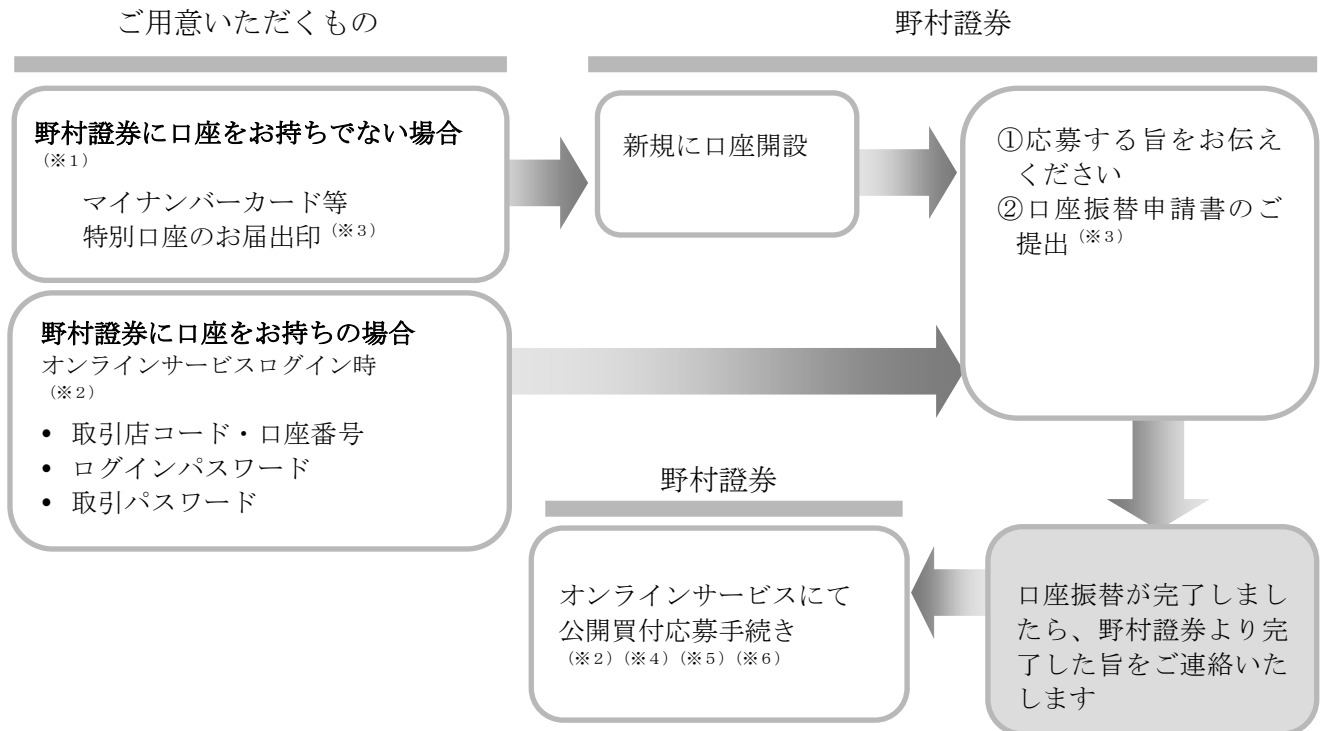 ご用意いただくもの
野村證券
野村證券に口座をお持ちでない場合
(※1)
マイナンバーカード等
特別口座のお届出印(※3)
新規に口座開設
①応募する旨をお伝え
ください
②口座振替申請書のご
提出(※3)
野村證券に口座をお持ちの場合
オンラインサービスログイン時
(※2)
• 取引店コード・口座番号
• ログインパスワード
• 取引パスワード
野村證券
オンラインサービスにて
公開買付応募手続き
(※2)(※4)(※5)(※6)
口座振替が完了しまし
たら、野村證券より完
了した旨をご連絡いた
します